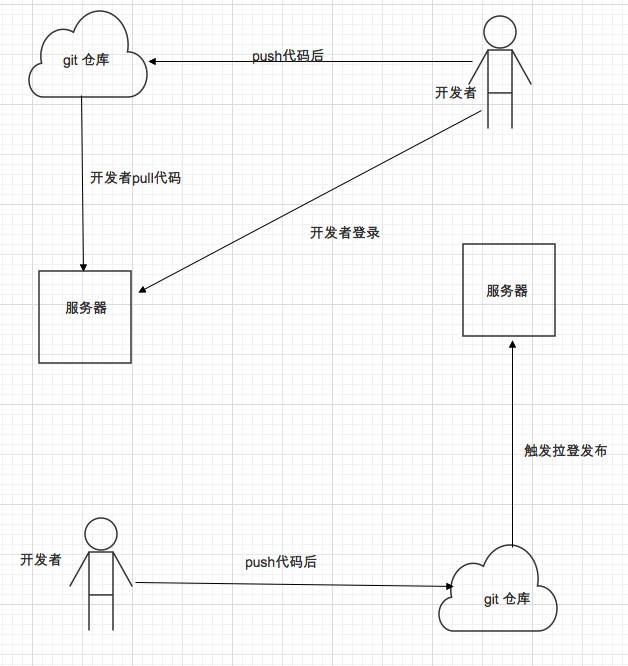 git 仓库
push代码后
开发者
开发者pull代码
开发者登录
服务器
服务器
触发拉登发布
开发者
push代码后
git 仓库